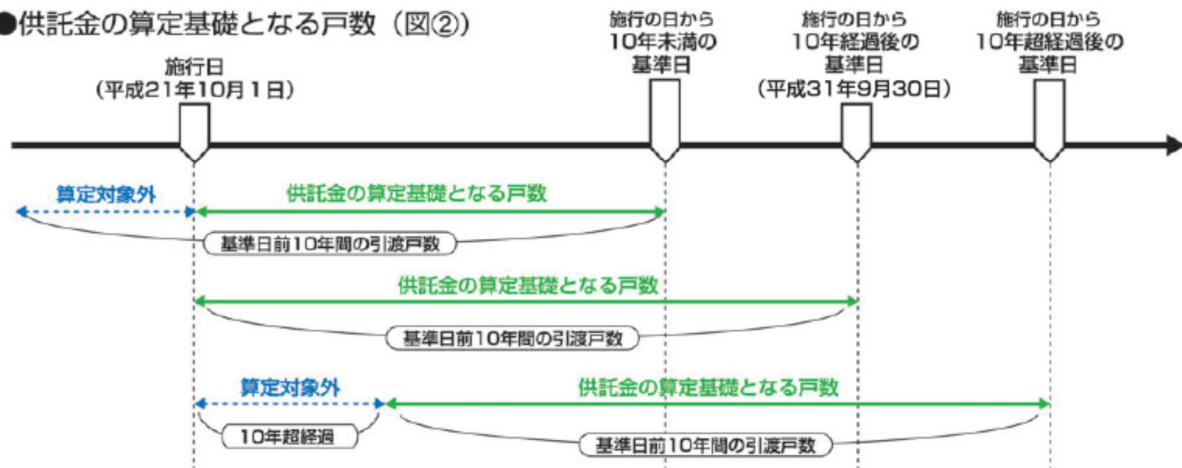 ●供託金の算定基礎となる戸数（図②）
施行日
（平成21年10月1日）
施行の日から
10年未満の
基準日
施行の日から
10年経過後の
基準日
（平成31年9月30日）
施行の日から
10年超経過後の
基準日
算定対象外
供託金の算定基礎となる戸数
基準日前10年間の引渡戸数
供託金の算定基礎となる戸数
基準日前10年間の引渡戸数
算定対象外
供託金の算定基礎となる戸数
10年超経過
基準日前10年間の引渡戸数